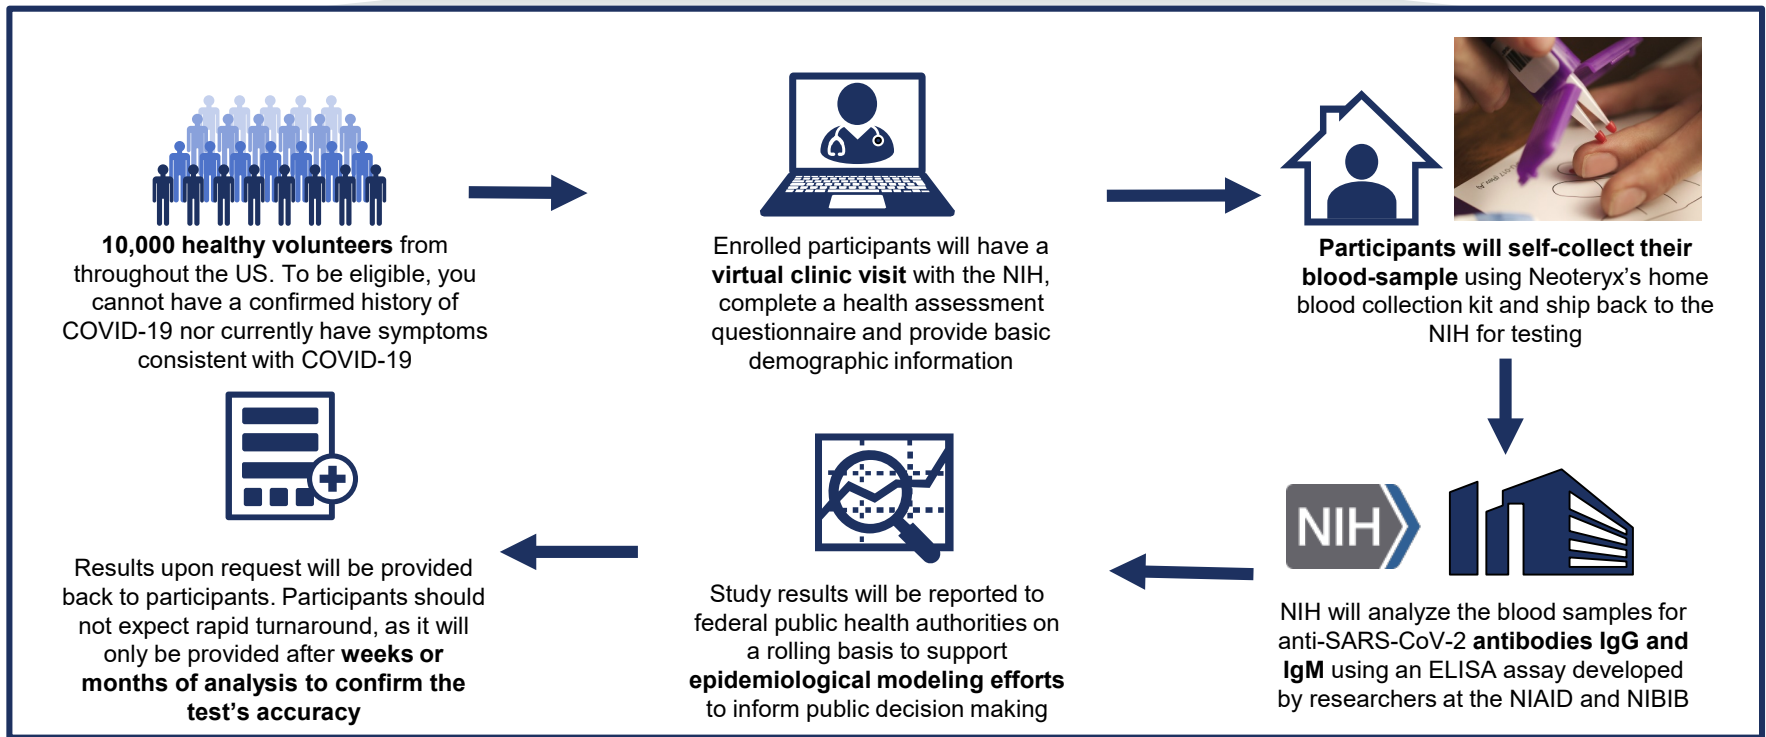 10,000 healthy volunteers from
throughout the US. To be eligible, you
cannot have a confirmed history of
COVID-19 nor currently have symptoms
consistent with COVID-19
Enrolled participants will have a
virtual clinic visit with the NIH,
complete a health assessment
questionnaire and provide basic
demographic information
Participants will self-collect their
blood-sample using Neoteryx’s home
blood collection kit and ship back to the
NIH for testing
NIH
NIH will analyze the blood samples for
anti-SARS-CoV-2 antibodies IgG and
IgM using an ELISA assay developed
by researchers at the NIAID and NIBIB
Study results will be reported to
federal public health authorities on
a rolling basis to support
epidemiological modeling efforts
to inform public decision making
Results upon request will be provided
back to participants. Participants should
not expect rapid turnaround, as it will
only be provided after weeks or
months of analysis to confirm the
test’s accuracy